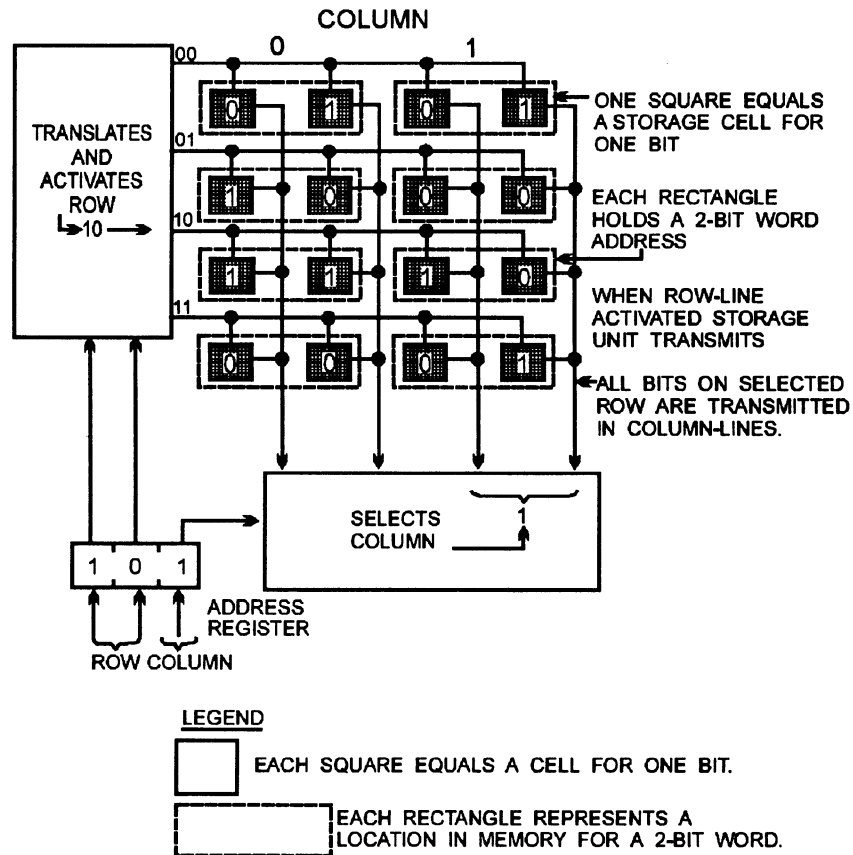 COLUMN
0 1
00
0 1 0 1
ONE SQUARE EQUALS
A STORAGE CELL FOR
ONE BIT
TRANSLATES
AND
ACTIVATES
ROW
10
01
1 0 0 0
EACH RECTANGLE
HOLDS A 2-BIT WORD
ADDRESS
10
1 1 1 0
WHEN ROW-LINE
ACTIVATED STORAGE
UNIT TRANSMITS
11
0 0 0 1
ALL BITS ON SELECTED
ROW ARE TRANSMITTED
IN COLUMN-LINES.
SELECTS
COLUMN
1
1 0 1
ADDRESS
REGISTER
ROW COLUMN
LEGEND
EACH SQUARE EQUALS A CELL FOR ONE BIT.
EACH RECTANGLE REPRESENTS A
LOCATION IN MEMORY FOR A 2-BIT WORD.